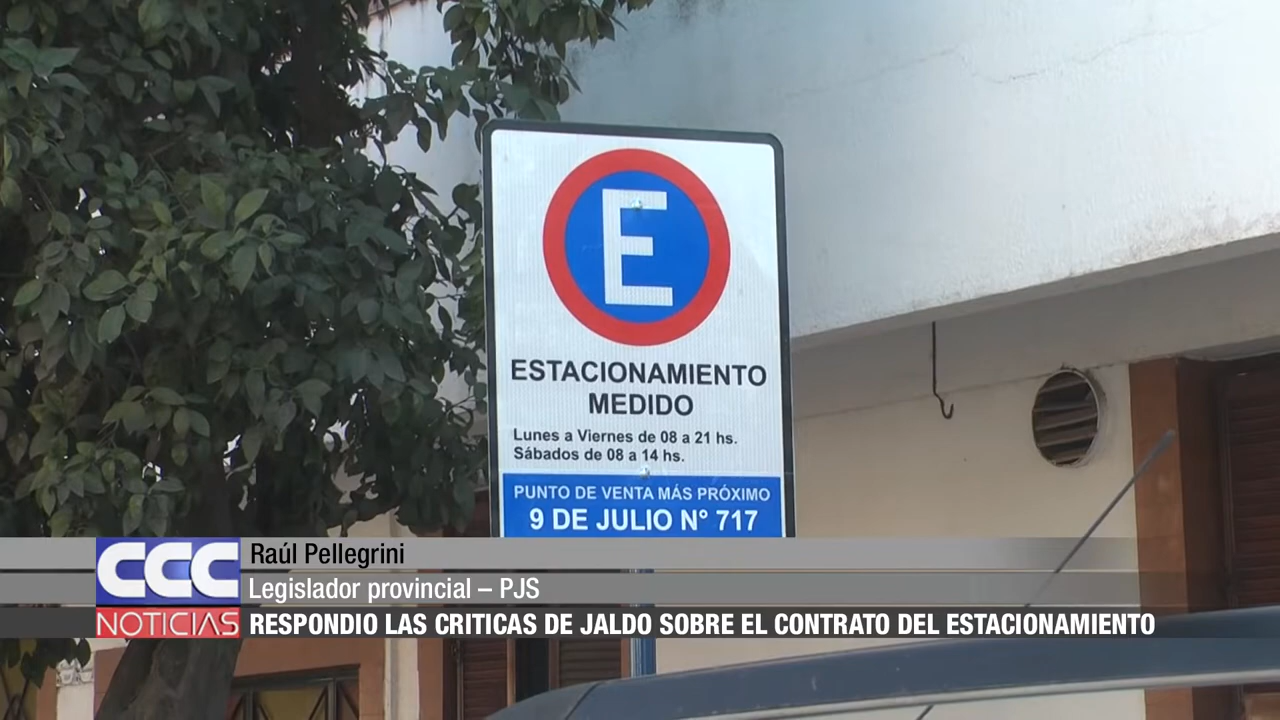 E
ESTACIONAMIENTO
MEDIDO
Lunes a Viernes de 08 a 21 hs.
Sábados de 08 a 14 hs.
PUNTO DE VENTA MÁS PRÓXIMO
9 DE JULIO N° 717
CCC
NOTICIAS
Raúl Pellegrini
Legislador provincial – PJS
RESPONDIO LAS CRITICAS DE JALDO SOBRE EL CONTRATO DEL ESTACIONAMIENTO